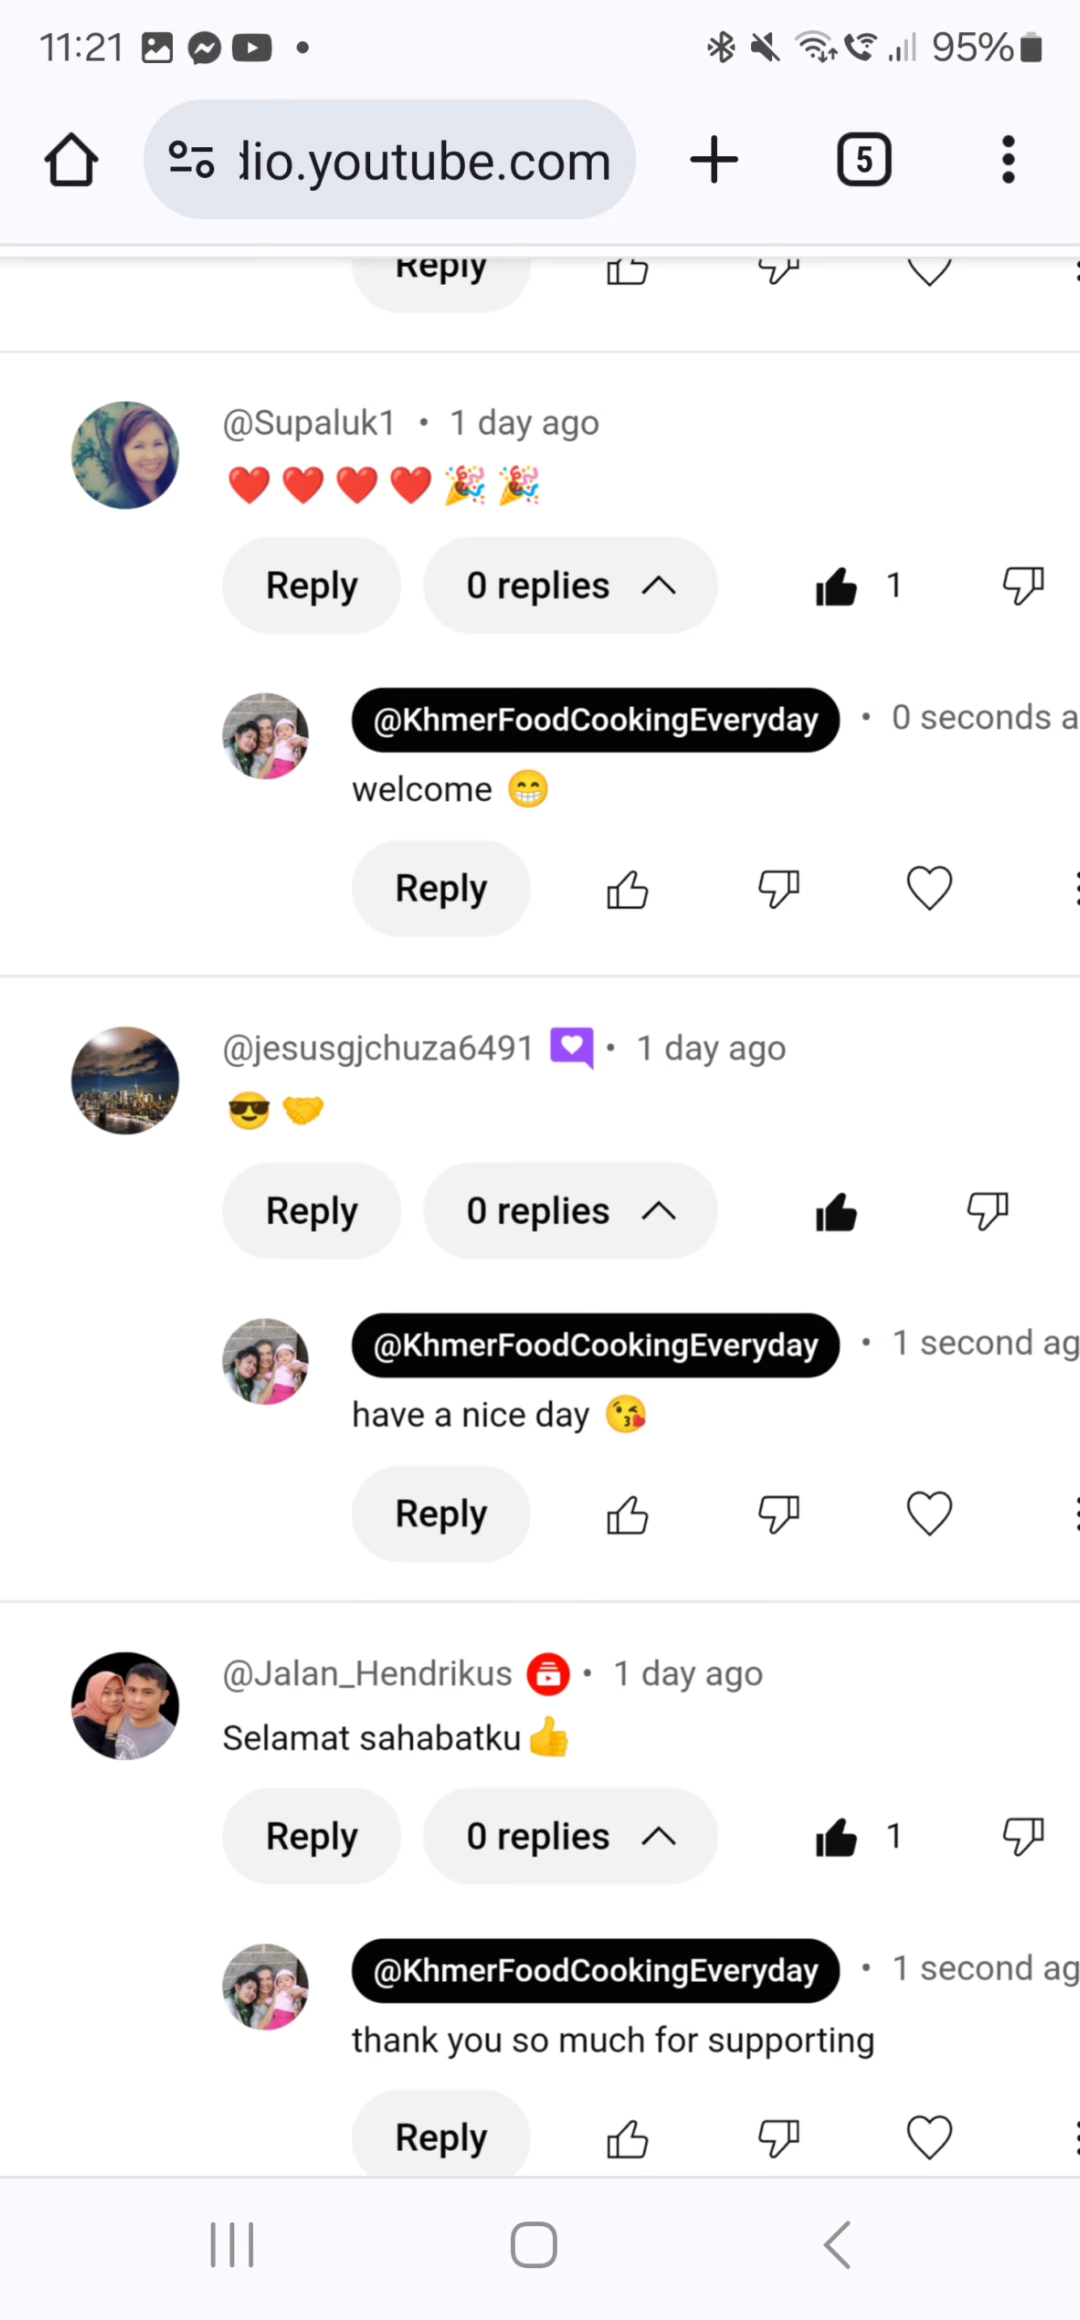 11:21 95%
lio.youtube.com 5
Reply
@Supaluk1 • 1 day ago
❤️❤️❤️❤️🎉🎉
Reply 0 replies 1
@KhmerFoodCookingEveryday • 0 seconds a
welcome 😁
Reply
@jesusgjchuza6491 • 1 day ago
😎🤝
Reply 0 replies
@KhmerFoodCookingEveryday • 1 second ag
have a nice day 😘
Reply
@Jalan_Hendrikus • 1 day ago
Selamat sahabatku👍
Reply 0 replies 1
@KhmerFoodCookingEveryday • 1 second ag
thank you so much for supporting
Reply